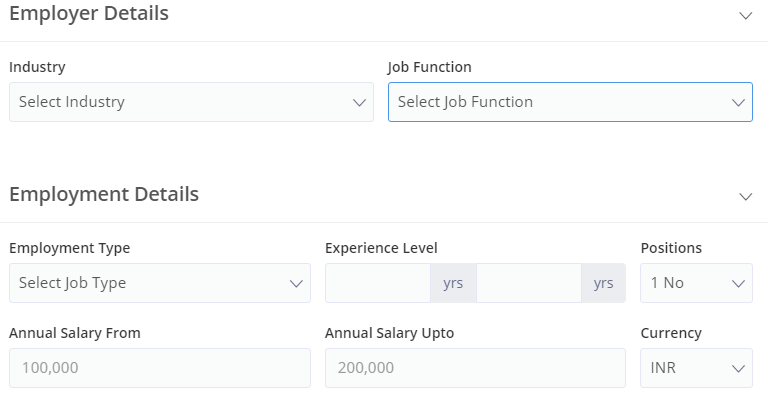 Employer Details
Industry Job Function
Select Industry Select Job Function
Employment Details
Employment Type Experience Level Positions
Select Job Type yrs yrs 1 No
Annual Salary From Annual Salary Upto Currency
100,000 200,000 INR